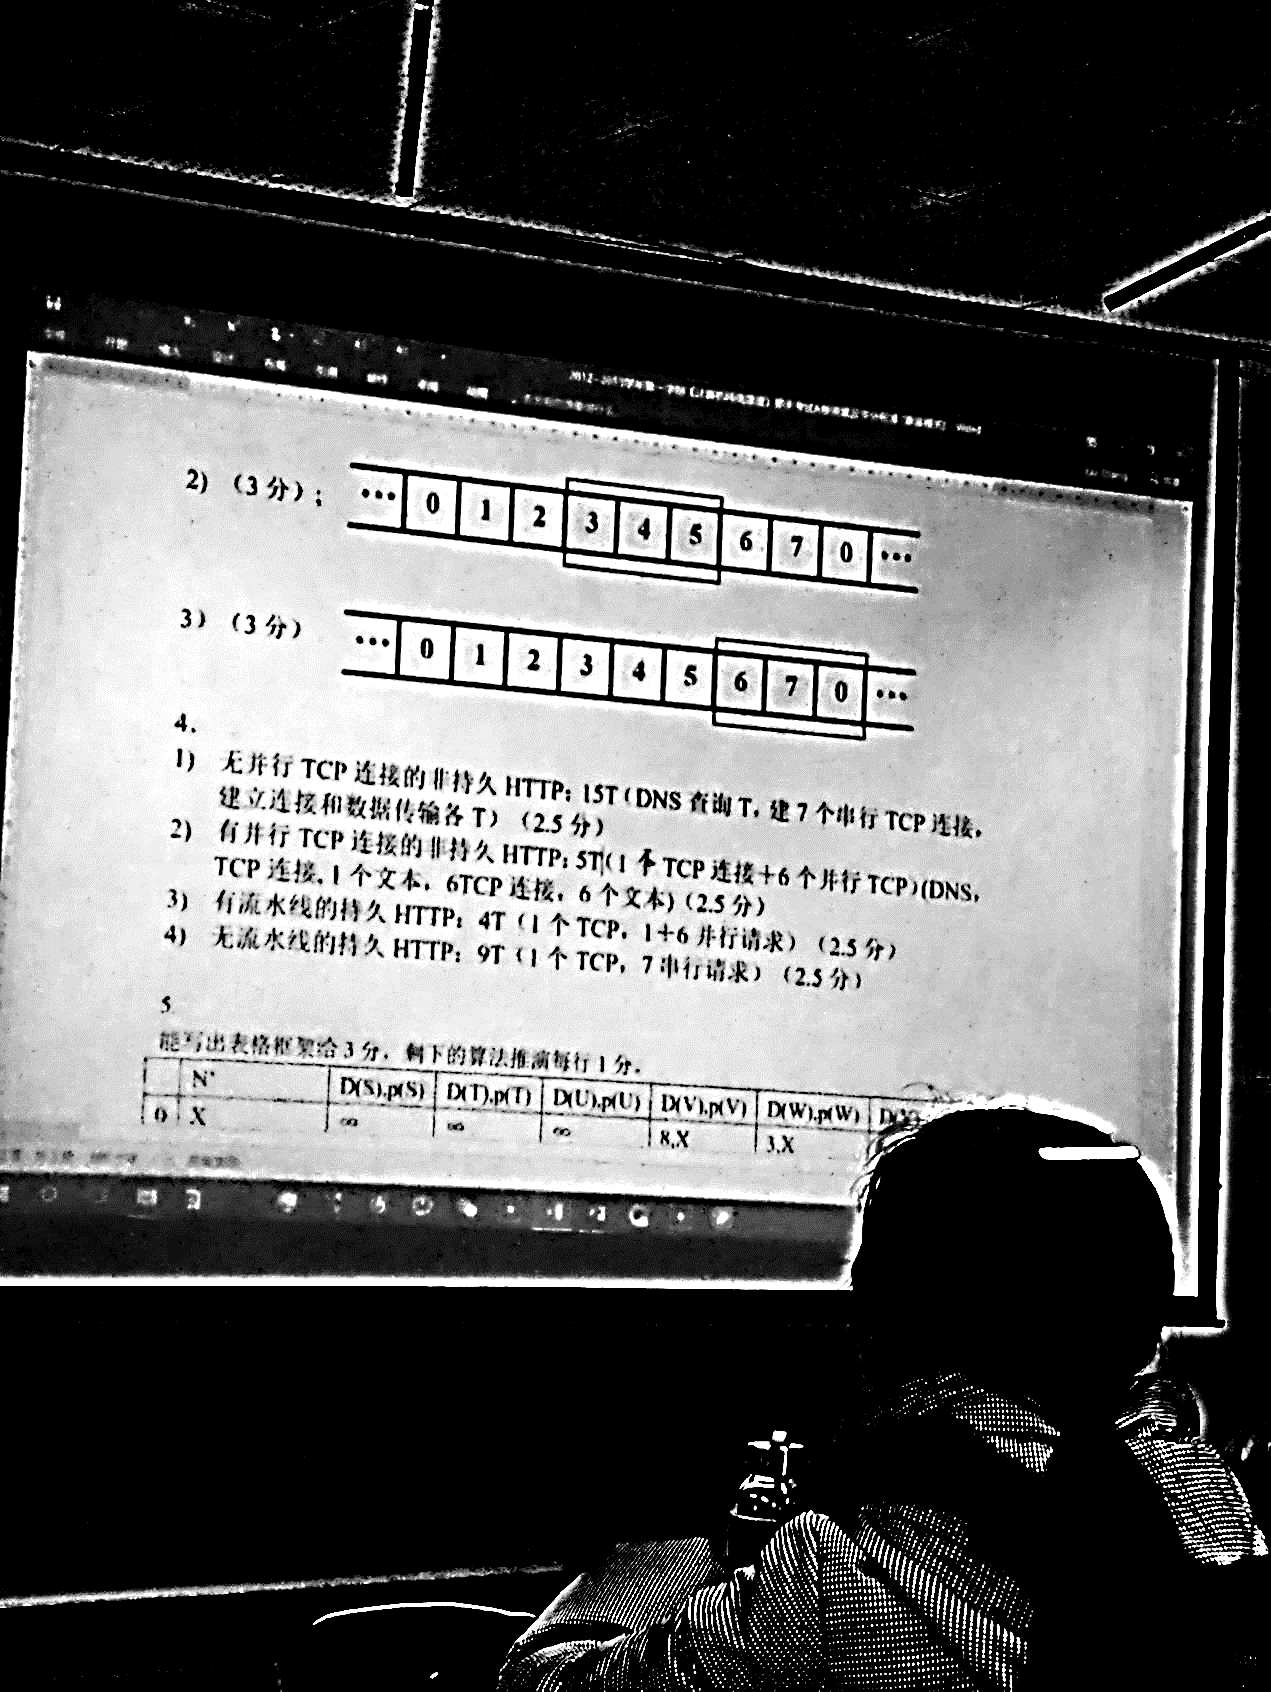 2) （3 分）; ••• 0 1 2 3 4 5 6 7 0 •••
3) （3 分） ••• 0 1 2 3 4 5 6 7 0 •••
4.
1) 无并行 TCP 连接的非持久 HTTP: 15T（DNS 查询 T，建 7 个串行 TCP 连接，
建立连接和数据传输各 T）（2.5 分）
2) 有并行 TCP 连接的非持久 HTTP: 5T(1 个 TCP 连接+6 个并行 TCP)(DNS,
TCP 连接, 1 个文本, 6TCP 连接, 6 个文本)（2.5 分）
3) 有流水线的持久 HTTP: 4T（1 个 TCP, 1+6 并行请求）（2.5 分）
4) 无流水线的持久 HTTP: 9T（1 个 TCP, 7 串行请求）（2.5 分）
5
能写出表格框架给 3 分，剩下的算法推演每行 1 分。
N' D(S),p(S) D(T),p(T) D(U),p(U) D(V),p(V) D(W),p(W)
0 X ∞ ∞ ∞ 8,X 3,X